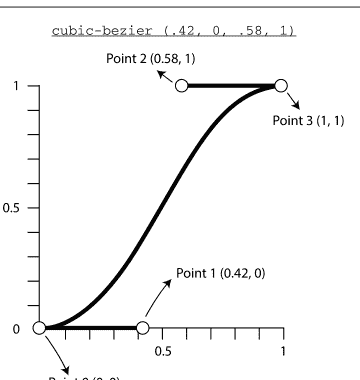 cubic-bezier (.42, 0, .58, 1)
Point 2 (0.58, 1)
1
Point 3 (1, 1)
0.5
Point 1 (0.42, 0)
0
0.5
1